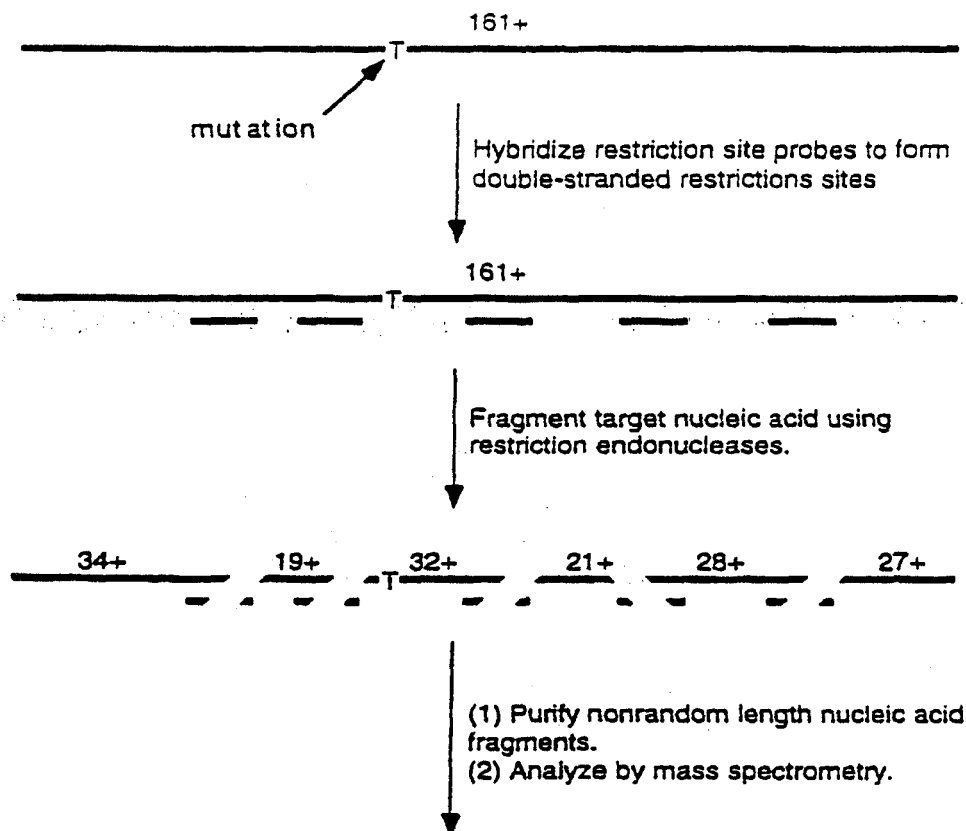 161+
T
mutation
Hybridize restriction site probes to form
double-stranded restrictions sites
161+
T
Fragment target nucleic acid using
restriction endonucleases.
34+ 19+ 32+ 21+ 28+ 27+
T
(1) Purify nonrandom length nucleic acid
fragments.
(2) Analyze by mass spectrometry.